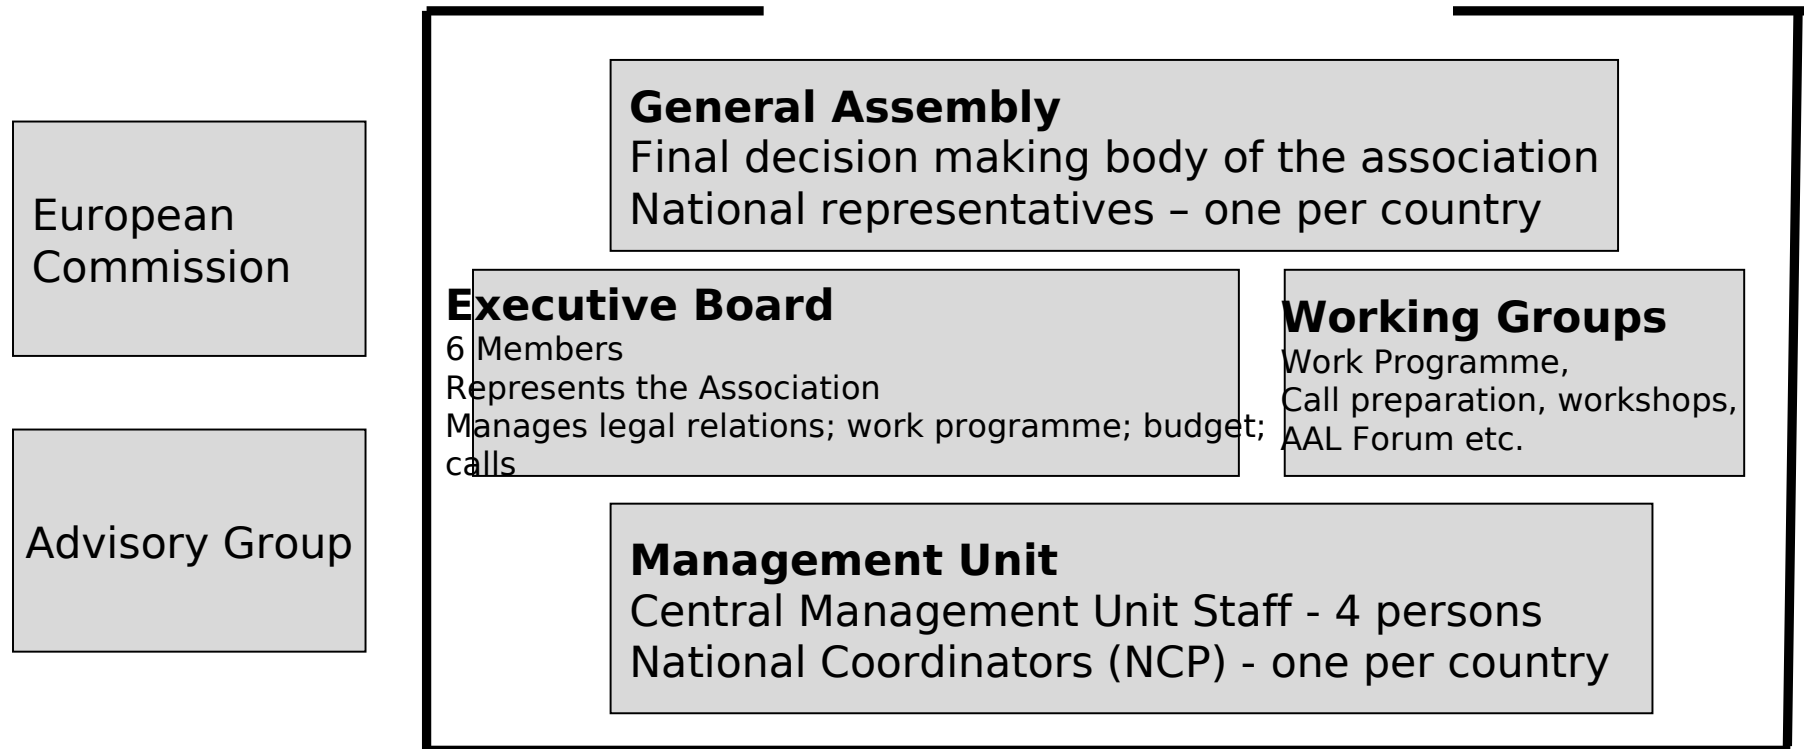 European
Commission
Advisory Group
General Assembly
Final decision making body of the association
National representatives – one per country
Executive Board
6 Members
Represents the Association
Manages legal relations; work programme; budget;
calls
Working Groups
Work Programme,
Call preparation, workshops,
AAL Forum etc.
Management Unit
Central Management Unit Staff - 4 persons
National Coordinators (NCP) - one per country